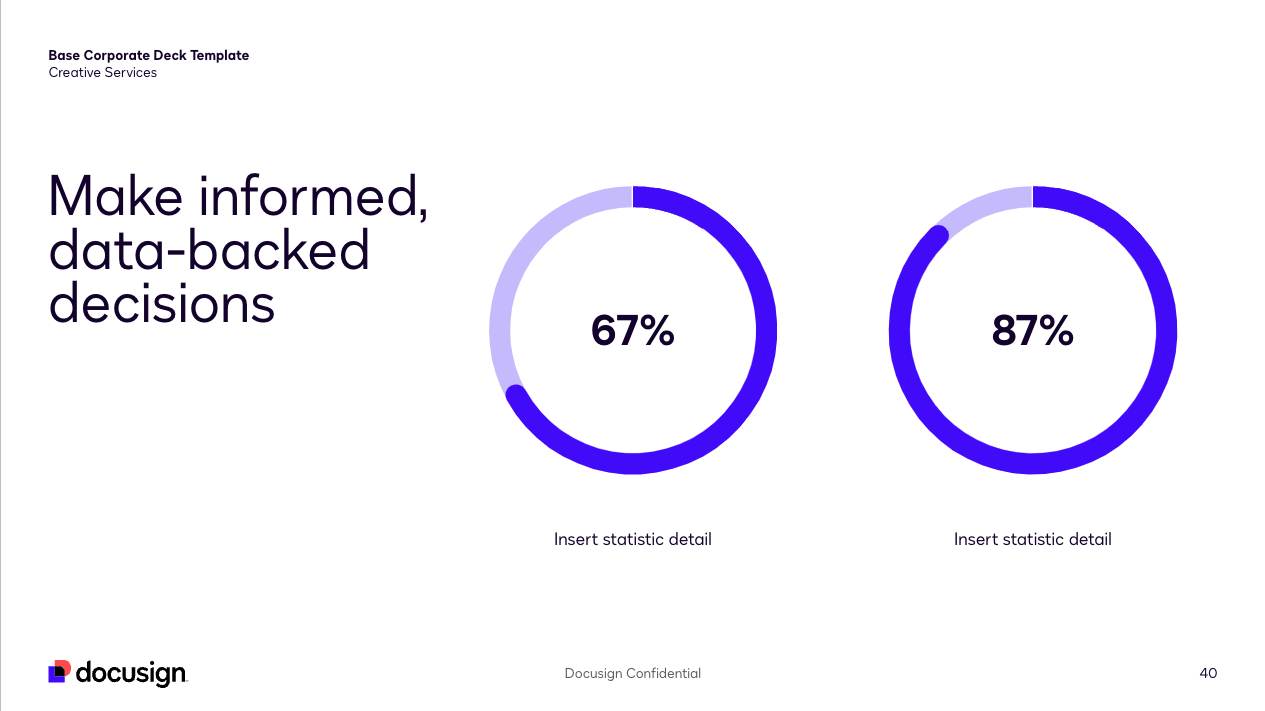 Base Corporate Deck Template
Creative Services
Make informed,
data-backed
decisions
67%
87%
Insert statistic detail
Insert statistic detail
docusign
Docusign Confidential
40